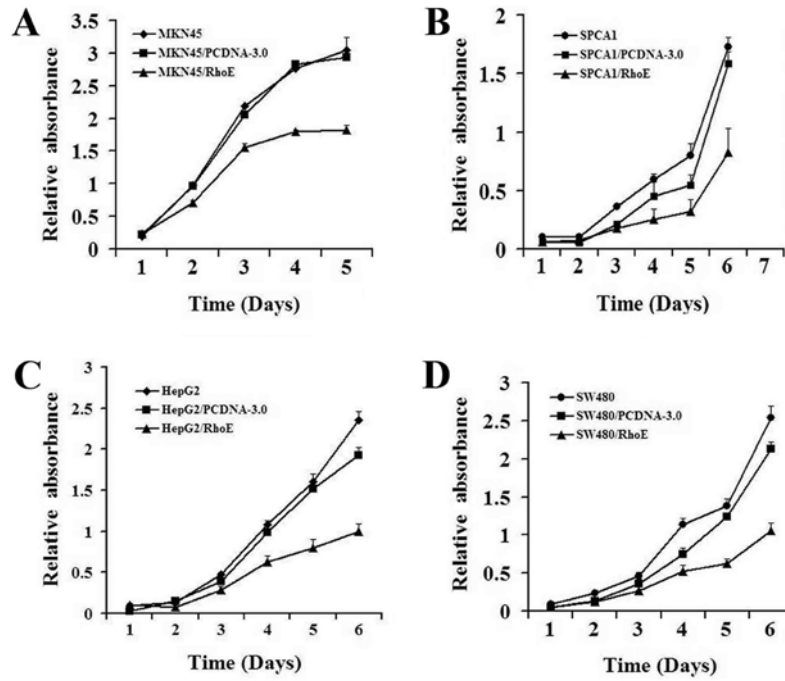 A
MKN45
MKN45/PCDNA-3.0
MKN45/RhoE
Relative absorbance
3.5
3
2.5
2
1.5
1
0.5
0
1 2 3 4 5
Time (Days)
B
SPCA1
SPCA1/PCDNA-3.0
SPCA1/RhoE
Relative absorbance
2
1.5
1
0.5
0
1 2 3 4 5 6 7
Time (Days)
C
HepG2
HepG2/PCDNA-3.0
HepG2/RhoE
Relative absorbance
3
2.5
2
1.5
1
0.5
0
1 2 3 4 5 6
Time (Days)
D
SW480
SW480/PCDNA-3.0
SW480/RhoE
Relative absorbance
3
2.5
2
1.5
1
0.5
0
1 2 3 4 5 6
Time (Days)